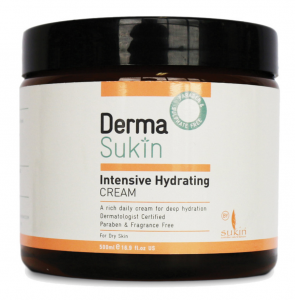 Derma
Sukin
Intensive Hydrating
CREAM
A rich daily cream for deep hydration
Dermatologist Certified
Paraben & Fragrance Free
For Dry Skin
sukin